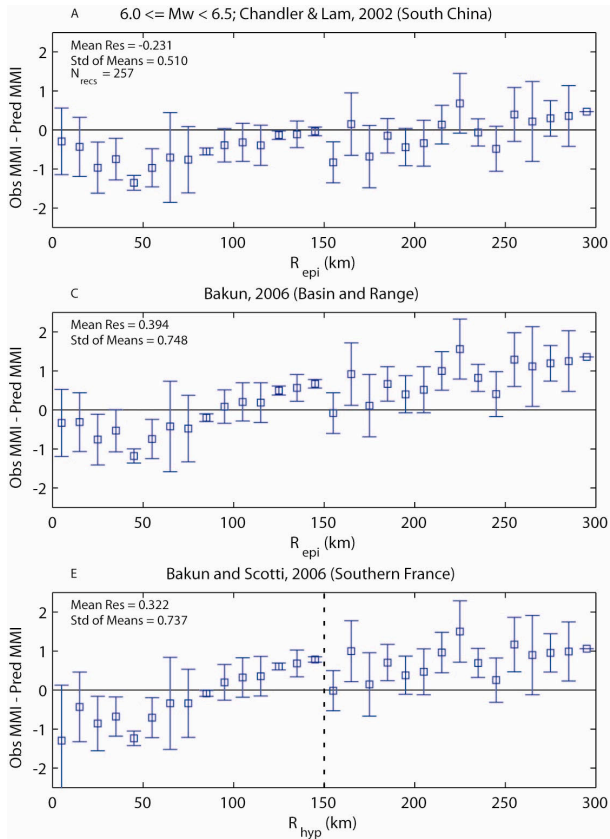 A 6.0 <= Mw < 6.5; Chandler & Lam, 2002 (South China)
Mean Res = -0.231
Std of Means = 0.510
N_recs = 257
Obs MMI - Pred MMI
2
1
0
-1
-2
0 50 100 150 200 250 300
R_epi (km)
C Bakun, 2006 (Basin and Range)
Mean Res = 0.394
Std of Means = 0.748
Obs MMI - Pred MMI
2
1
0
-1
-2
0 50 100 150 200 250 300
R_epi (km)
E Bakun and Scotti, 2006 (Southern France)
Mean Res = 0.322
Std of Means = 0.737
Obs MMI - Pred MMI
2
1
0
-1
-2
0 50 100 150 200 250 300
R_hyp (km)